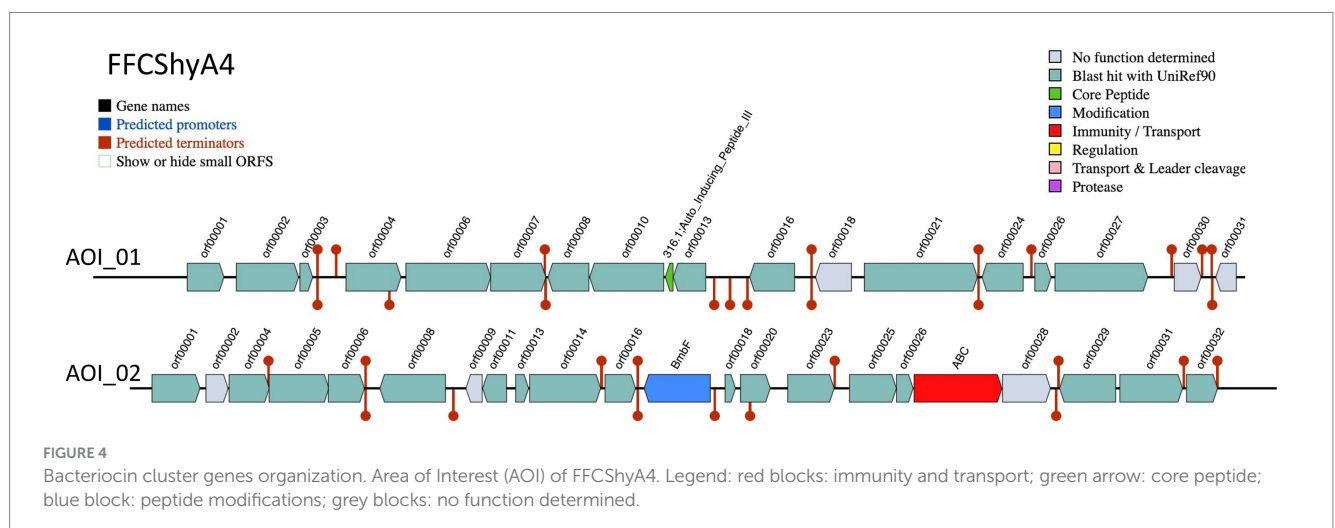 FFCShyA4
Gene names
Predicted promoters
Predicted terminators
Show or hide small ORFS
No function determined
Blast hit with UniRef90
Core Peptide
Modification
Immunity / Transport
Regulation
Transport & Leader cleavage
Protease
AOI_01
orf00001
orf00002
orf00003
orf00004
orf00006
orf00007
orf00008
orf00010
316.1;Auto_Inducing_Peptide_III
orf00013
orf00016
orf00018
orf00021
orf00024
orf00026
orf00027
orf00030
orf00031
AOI_02
orf00001
orf00002
orf00004
orf00005
orf00006
orf00008
orf00009
orf00011
orf00013
orf00014
orf00016
BmbF
orf00018
orf00020
orf00023
orf00025
orf00026
ABC
orf00028
orf00029
orf00031
orf00032
FIGURE 4
Bacteriocin cluster genes organization. Area of Interest (AOI) of FFCShyA4. Legend: red blocks: immunity and transport; green arrow: core peptide;
blue block: peptide modifications; grey blocks: no function determined.